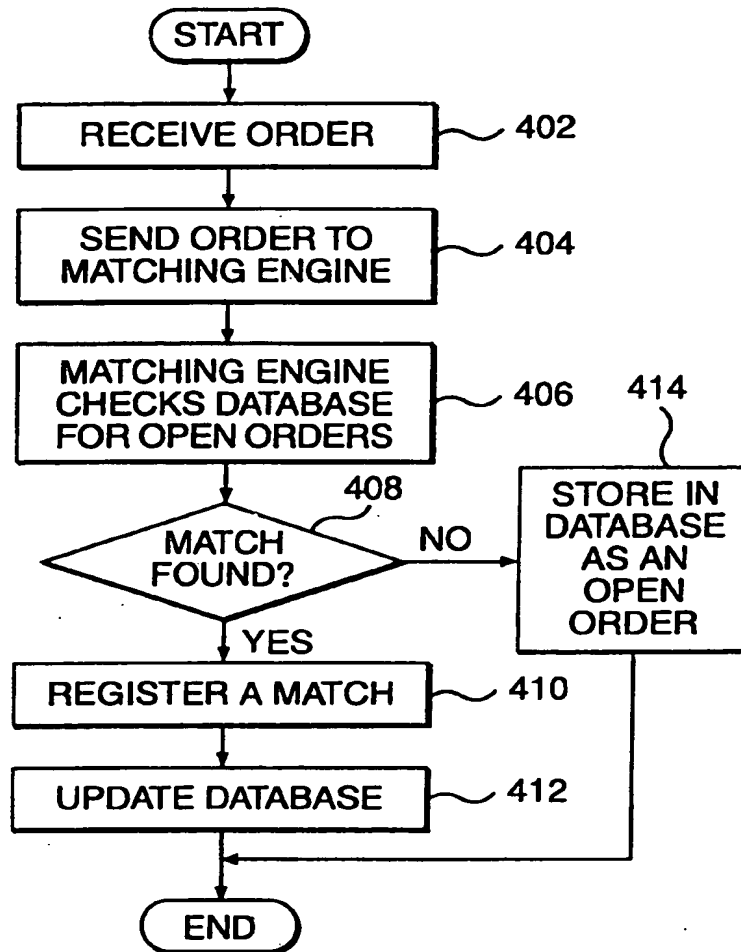 START
RECEIVE ORDER
402
SEND ORDER TO
MATCHING ENGINE
404
MATCHING ENGINE
CHECKS DATABASE
FOR OPEN ORDERS
406
408
MATCH
FOUND?
NO
414
STORE IN
DATABASE
AS AN
OPEN
ORDER
YES
REGISTER A MATCH
410
UPDATE DATABASE
412
END